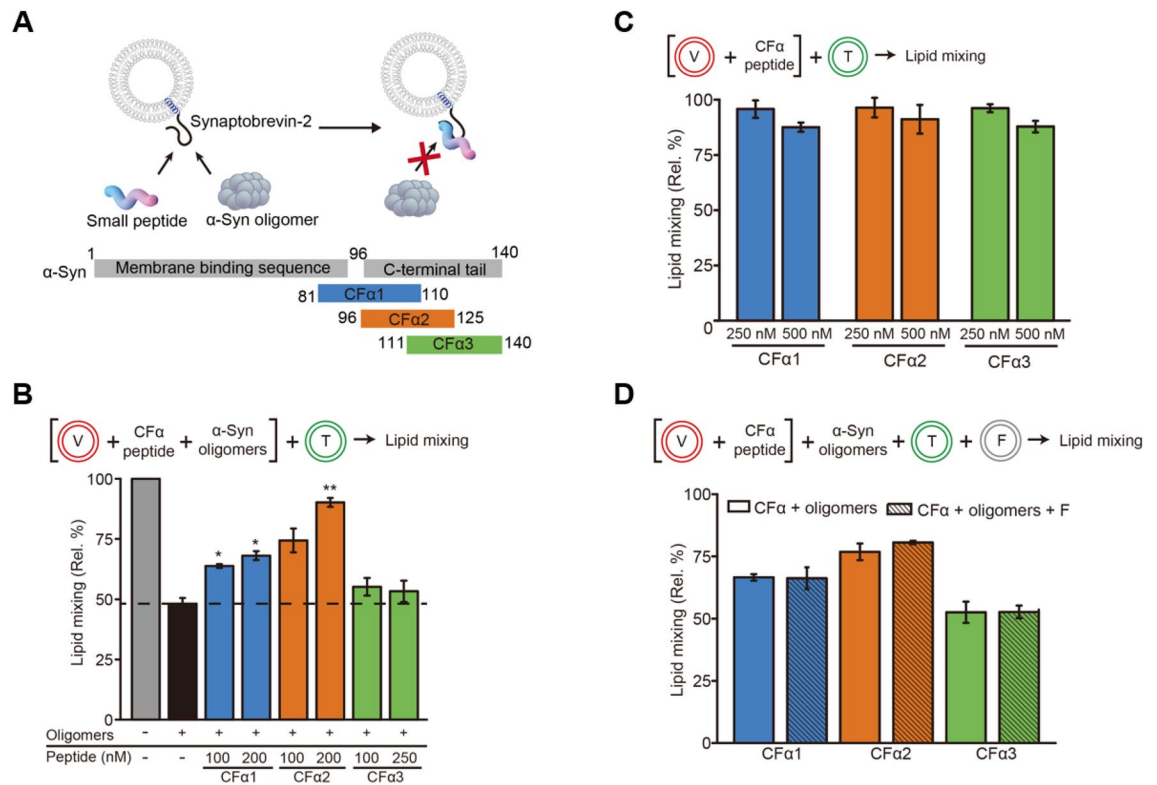 A
Synaptobrevin-2
Small peptide
α-Syn oligomer
1
96
140
α-Syn
Membrane binding sequence
C-terminal tail
81
CFα1
110
96
CFα2
125
111
CFα3
140
B
[ V + CFα peptide + α-Syn oligomers ] + T → Lipid mixing
Lipid mixing (Rel. %)
100
75
50
25
0
*
*
**
Oligomers - + + + + + + +
Peptide (nM) - - 100 200 100 200 100 250
CFα1 CFα2 CFα3
C
[ V + CFα peptide ] + T → Lipid mixing
Lipid mixing (Rel. %)
100
75
50
25
0
250 nM 500 nM 250 nM 500 nM 250 nM 500 nM
CFα1 CFα2 CFα3
D
[ V + CFα peptide ] + α-Syn oligomers + T + F → Lipid mixing
Lipid mixing (Rel. %)
100
75
50
25
0
CFα + oligomers
CFα + oligomers + F
CFα1 CFα2 CFα3